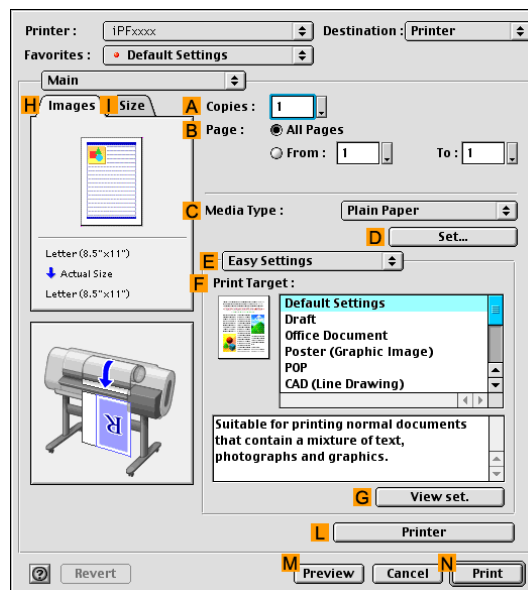 Printer : iPFxxxx Destination : Printer
Favorites : Default Settings
Main
H Images I Size
A Copies : 1
B Page : All Pages
From : 1 To : 1
C Media Type : Plain Paper
D Set...
Letter (8.5"x11")
Actual Size
Letter (8.5"x11")
E Easy Settings
F Print Target :
Default Settings
Draft
Office Document
Poster (Graphic Image)
POP
CAD (Line Drawing)
R
Suitable for printing normal documents
that contain a mixture of text,
photographs and graphics.
G View set.
L Printer
? Revert M Preview Cancel N Print